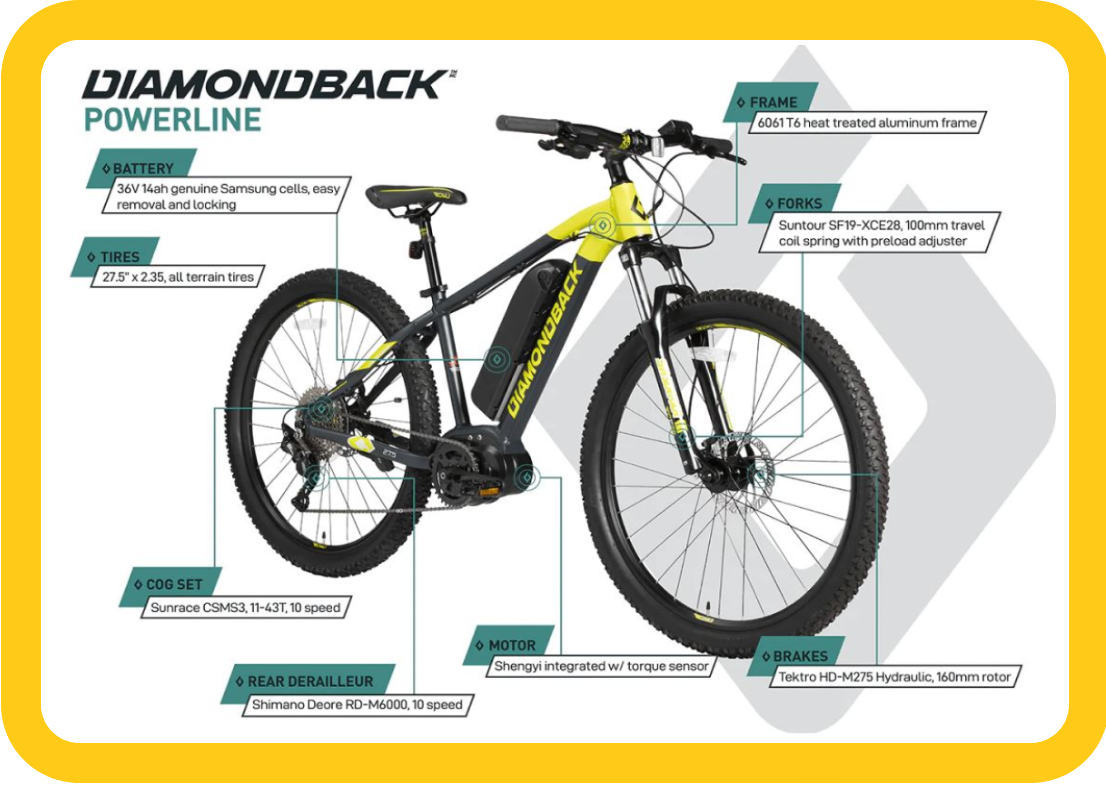 DIAMONDBACK™
POWERLINE
FRAME
6061 T6 heat treated aluminum frame
BATTERY
36V 14ah genuine Samsung cells, easy
removal and locking
FORKS
Suntour SF19-XCE28, 100mm travel
coil spring with preload adjuster
TIRES
27.5" x 2.35, all terrain tires
DIAMONDBACK
27.5
COG SET
Sunrace CSMS3, 11-43T, 10 speed
MOTOR
Shengyi integrated w/ torque sensor
BRAKES
Tektro HD-M275 Hydraulic, 160mm rotor
REAR DERAILLEUR
Shimano Deore RD-M6000, 10 speed